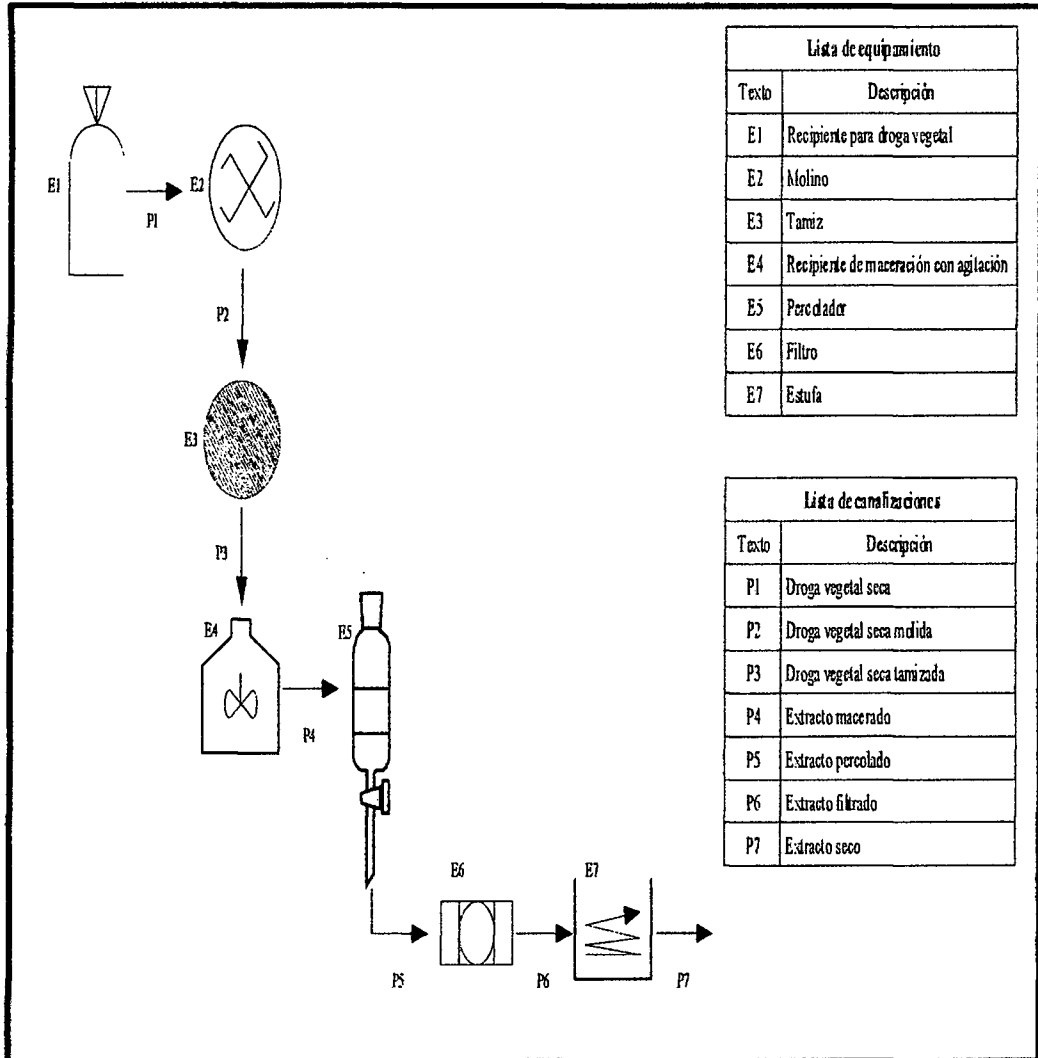 Lista de equipamiento
Texto Descripción
E1 Recipiente para droga vegetal
E2 Molino
E3 Tamiz
E4 Recipiente de maceración con agitación
E5 Percolador
E6 Filtro
E7 Estufa
Lista de canalizaciones
Texto Descripción
P1 Droga vegetal seca
P2 Droga vegetal seca molida
P3 Droga vegetal seca tamizada
P4 Extracto macerado
P5 Extracto percolado
P6 Extracto filtrado
P7 Extracto seco
E1
P1
E2
P2
E3
P3
E4
P4
E5
E6
E7
P5
P6
P7